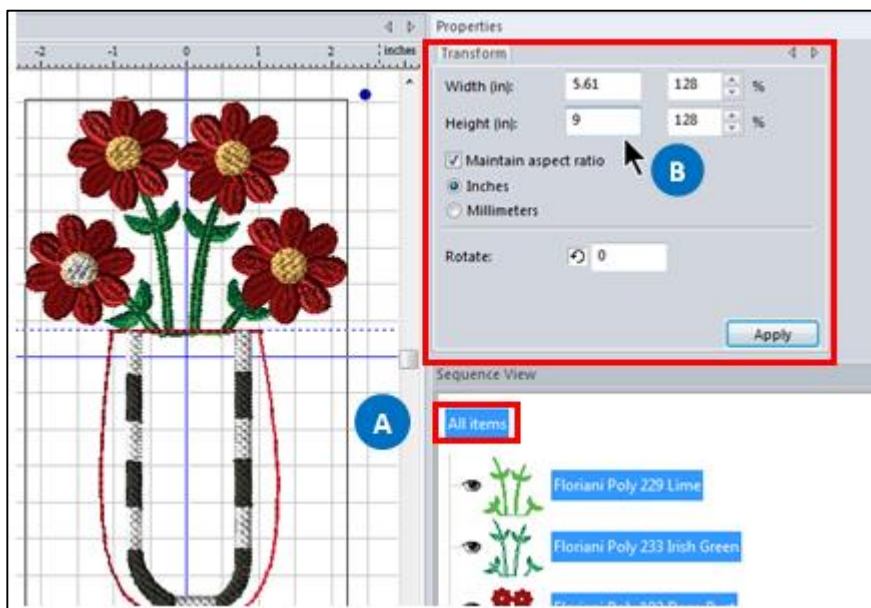 Properties
-2 -1 0 1 2 inches
Transform
Width (in): 5.61 128 %
Height (in): 9 128 %
B
Maintain aspect ratio
Inches
Millimeters
Rotate: 0
Apply
Sequence View
A
All items
Floriani Poly 229 Lime
Floriani Poly 233 Irish Green
Floriani Poly